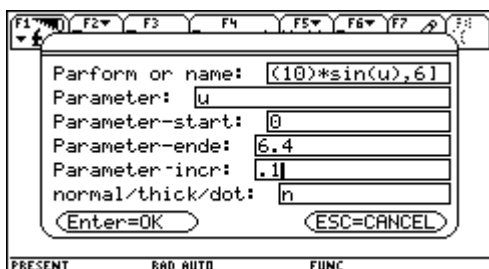 F1 F2 F3 F4 F5 F6 F7
Parform or name: (10)*sin(u),6]
Parameter: u
Parameter-start: 0
Parameter-ende: 6.4
Parameter-incr: .1
normal/thick/dot: n
Enter=OK ESC=CANCEL
PRESENT RAD AUTO FUNC